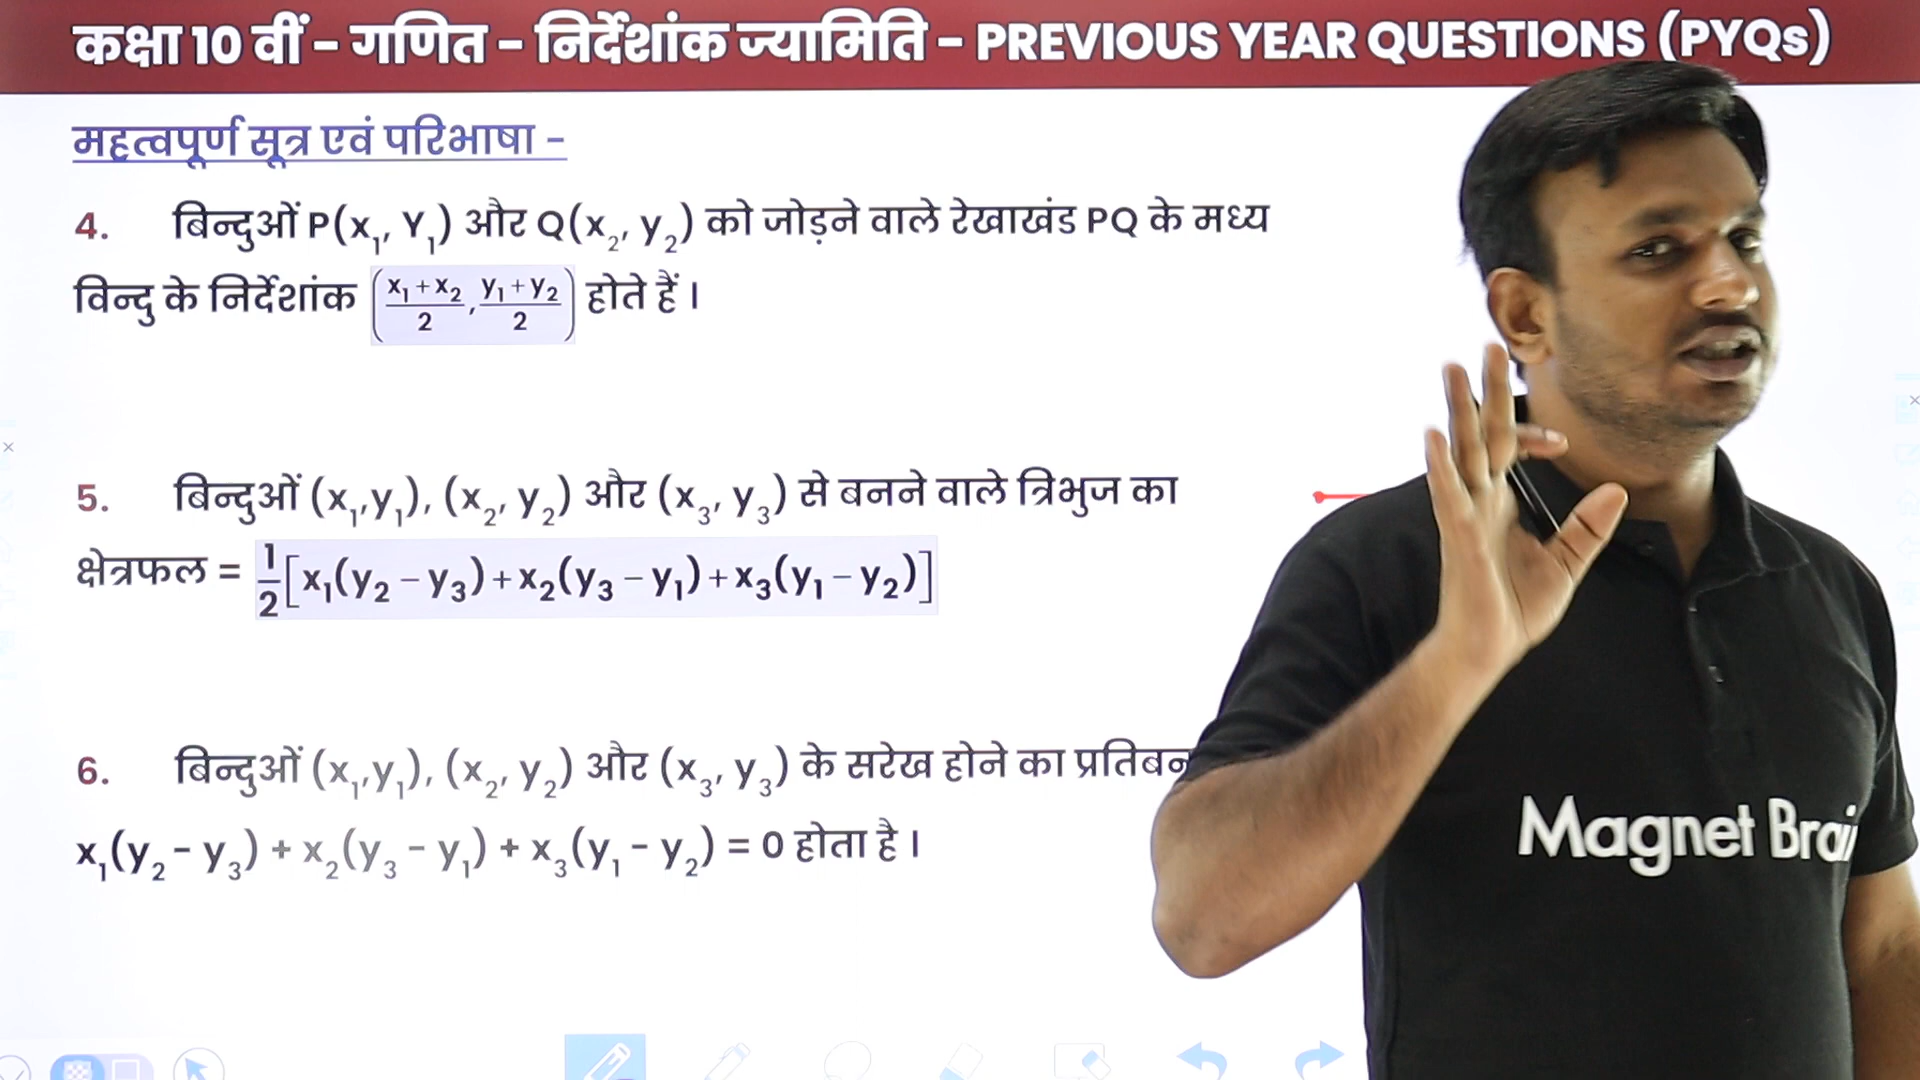 कक्षा 10 वीं – गणित – निर्देशांक ज्यामिति – PREVIOUS YEAR QUESTIONS (PYQs)
महत्वपूर्ण सूत्र एवं परिभाषा –
4. बिन्दुओं P(x₁, Y₁) और Q(x₂, y₂) को जोड़ने वाले रेखाखंड PQ के मध्य
विन्दु के निर्देशांक ((x₁+x₂)/2, (y₁+y₂)/2) होते हैं ।
5. बिन्दुओं (x₁,y₁), (x₂, y₂) और (x₃, y₃) से बनने वाले त्रिभुज का
क्षेत्रफल = 1/2[x₁(y₂ – y₃)+x₂(y₃ – y₁)+x₃(y₁ – y₂)]
6. बिन्दुओं (x₁,y₁), (x₂, y₂) और (x₃, y₃) के सरेख होने का
x₁(y₂ – y₃) + x₂(y₃ – y₁) + x₃(y₁ – y₂) = 0 होता है ।
Magnet Brai